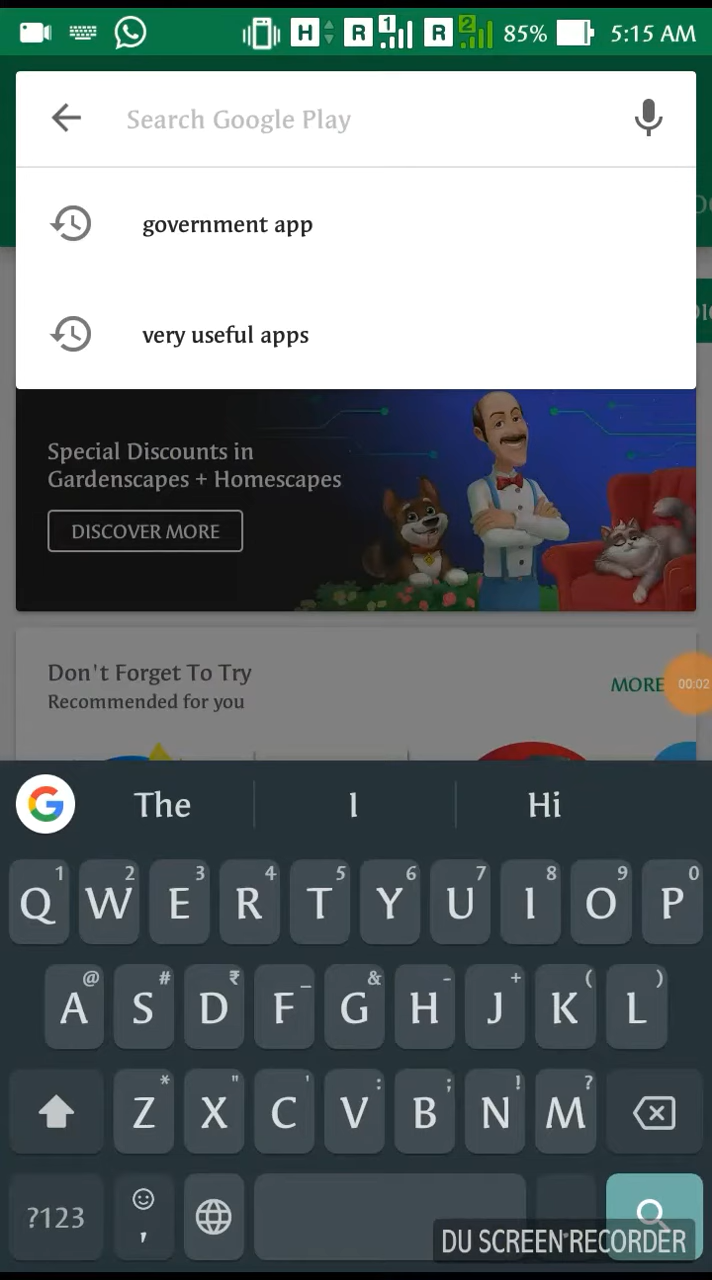 H R 1 R 2 85% 5:15 AM
Search Google Play
government app
very useful apps
Special Discounts in
Gardenscapes + Homescapes
DISCOVER MORE
Don't Forget To Try
Recommended for you
MORE
00:02
G The I Hi
1 2 3 4 5 6 7 8 9 0
Q W E R T Y U I O P
@ # ₹ _ & - + ( )
A S D F G H J K L
* " ' : ; ! ?
Z X C V B N M
?123 ,
DU SCREEN RECORDER